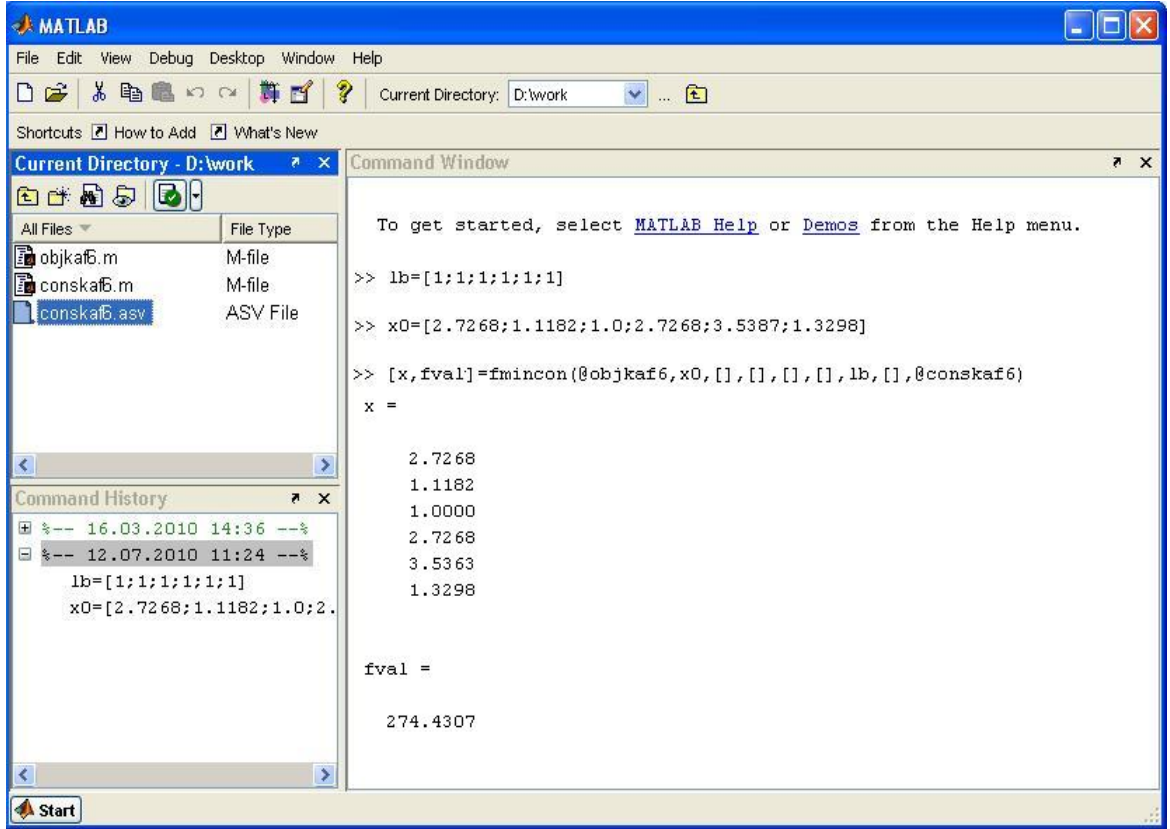 MATLAB
File Edit View Debug Desktop Window Help
Current Directory: D:\work ...
Shortcuts How to Add What's New
Current Directory - D:\work
All Files File Type
objkaf6.m M-file
conskaf6.m M-file
conskaf6.asv ASV File
Command History
%-- 16.03.2010 14:36 --%
%-- 12.07.2010 11:24 --%
lb=[1;1;1;1;1;1]
x0=[2.7268;1.1182;1.0;2.
Command Window
To get started, select MATLAB Help or Demos from the Help menu.
>> lb=[1;1;1;1;1;1]
>> x0=[2.7268;1.1182;1.0;2.7268;3.5387;1.3298]
>> [x,fval]=fmincon(@objkaf6,x0,[],[],[],[],lb,[],@conskaf6)
x =
2.7268
1.1182
1.0000
2.7268
3.5363
1.3298
fval =
274.4307
Start